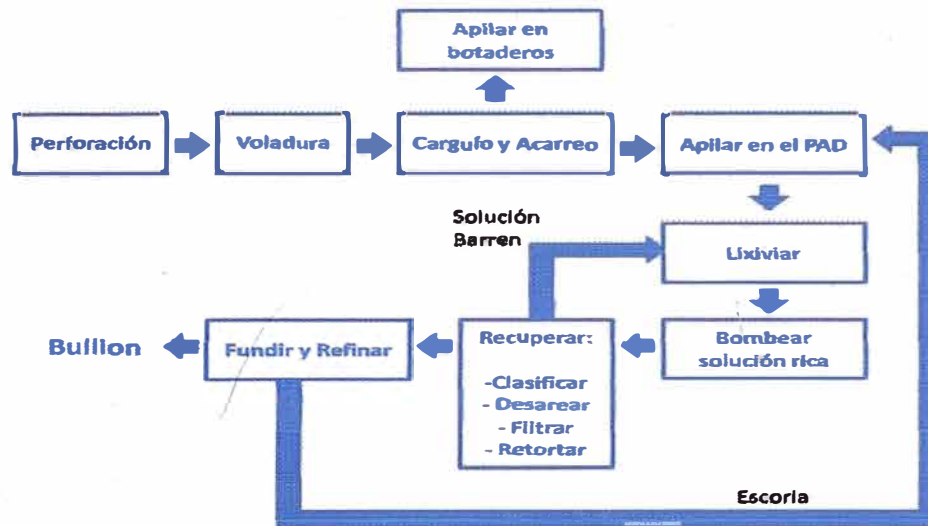 Apilar en
botaderos
Perforación
Voladura
Carguío y Acarreo
Apilar en el PAD
Solución
Barren
Lixiviar
Bullion
Fundir y Refinar
Recuperar:
-Clasificar
- Desarear
- Filtrar
- Retortar
Bombear
solución rica
Escoria